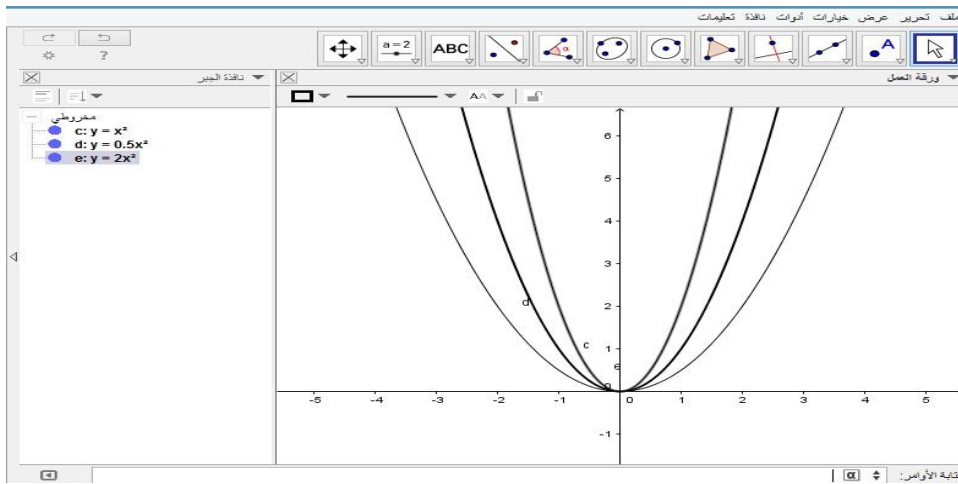 ملف تحرير عرض خيارات أدوات نافذة تعليمات
?
a = 2
ABC
α
A
نافذة الجبر
ورقة العمل
AA
مخروطي
c: y = x²
d: y = 0.5x²
e: y = 2x²
6
5
4
3
d
2
c
1
e
-5 -4 -3 -2 -1 0 1 2 3 4 5
-1
كتابة الأوامر:
α